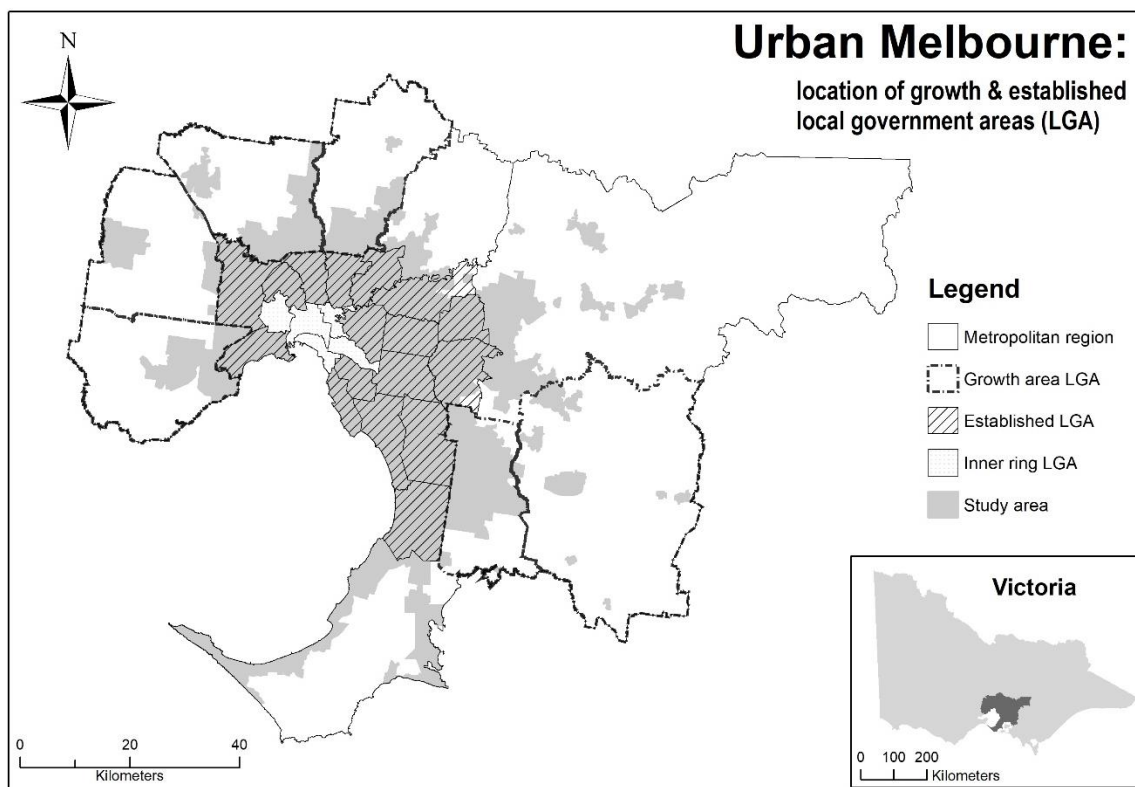 Urban Melbourne:
location of growth & established
local government areas (LGA)
N
Legend
Metropolitan region
Growth area LGA
Established LGA
Inner ring LGA
Study area
Victoria
0 100 200
Kilometers
0 20 40
Kilometers